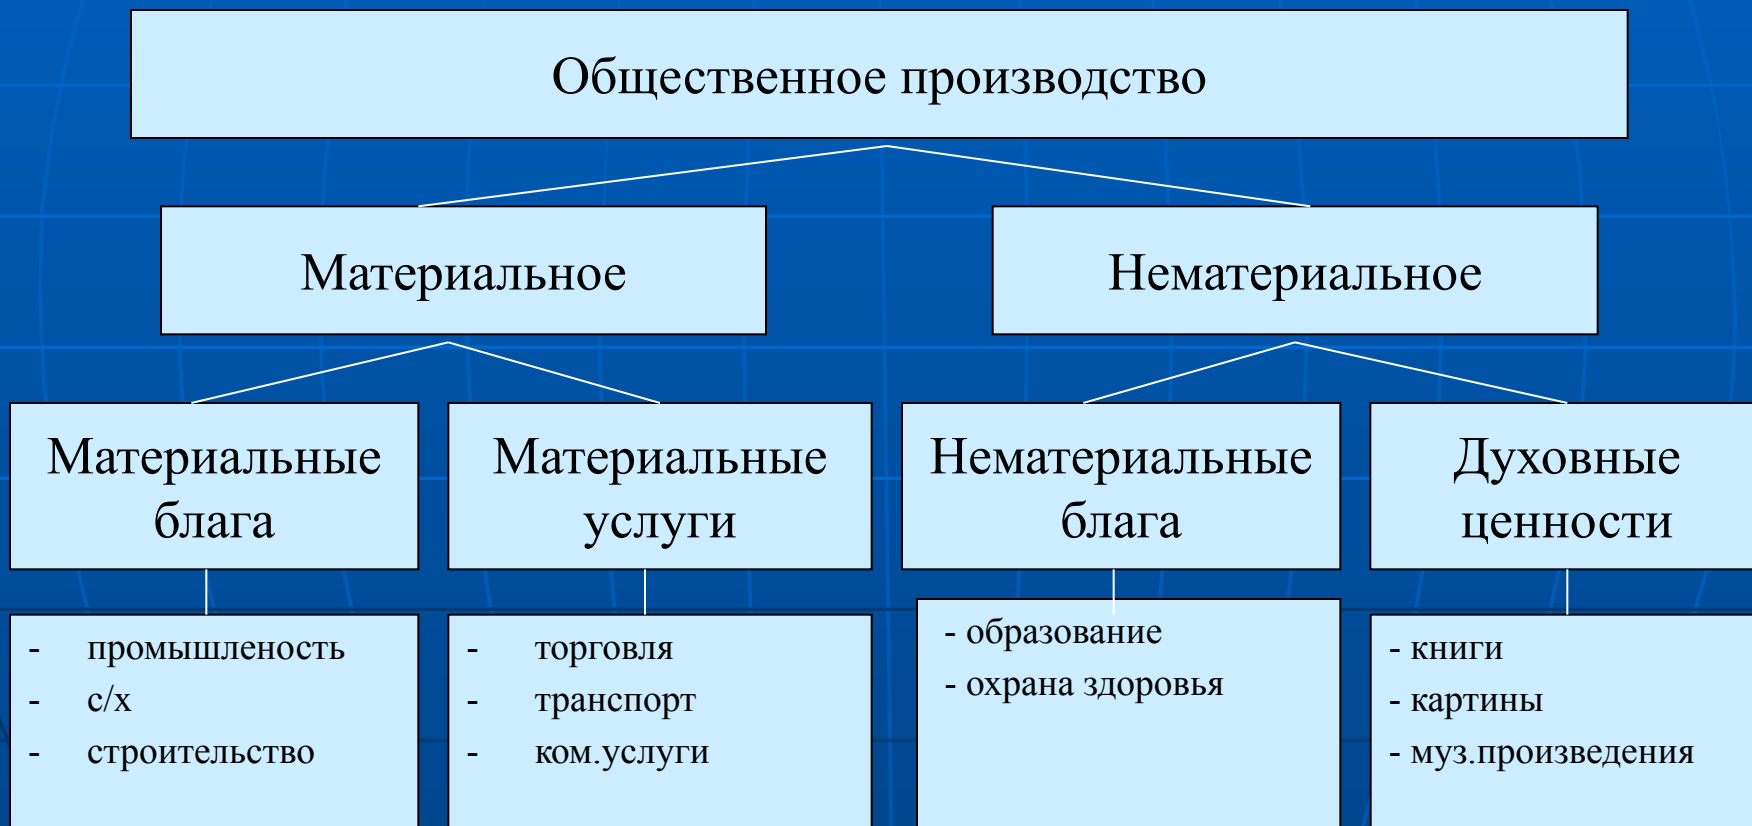 Общественное производство
Материальное
Нематериальное
Материальные
блага
Материальные
услуги
Нематериальные
блага
Духовные
ценности
- промышленость
- с/х
- строительство
- торговля
- транспорт
- ком.услуги
- образование
- охрана здоровья
- книги
- картины
- муз.произведения